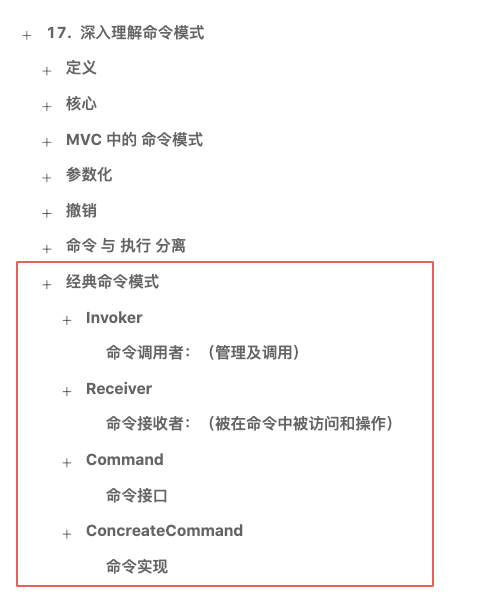 + 17. 深入理解命令模式
+ 定义
+ 核心
+ MVC 中的 命令模式
+ 参数化
+ 撤销
+ 命令 与 执行 分离
+ 经典命令模式
+ Invoker
命令调用者：（管理及调用）
+ Receiver
命令接收者：（被在命令中被访问和操作）
+ Command
命令接口
+ ConcreateCommand
命令实现